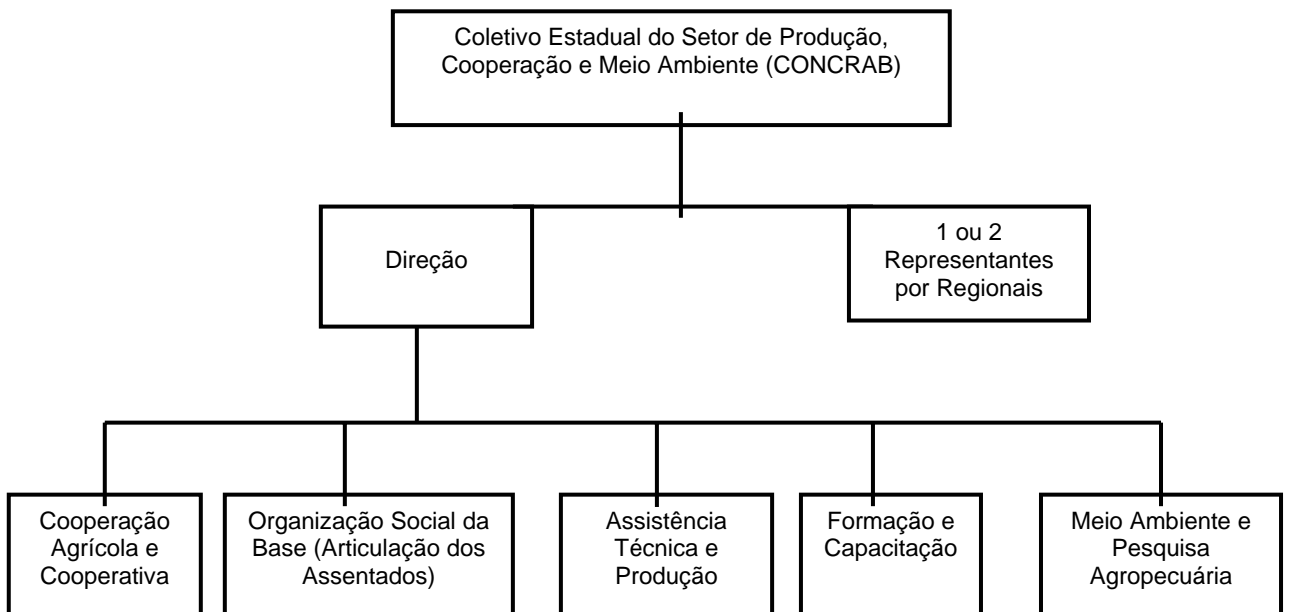 Coletivo Estadual do Setor de Produção,
Cooperação e Meio Ambiente (CONCRAB)
Direção
1 ou 2
Representantes
por Regionais
Cooperação
Agrícola e
Cooperativa
Organização Social da
Base (Articulação dos
Assentados)
Assistência
Técnica e
Produção
Formação e
Capacitação
Meio Ambiente e
Pesquisa
Agropecuária